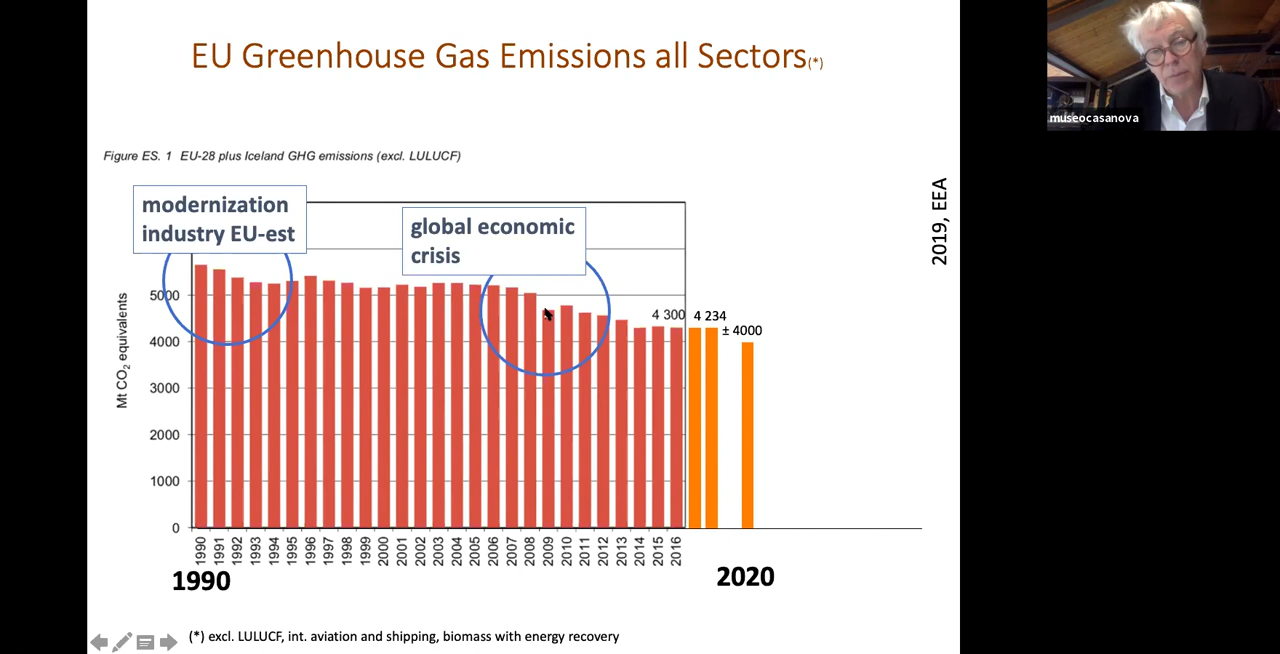 EU Greenhouse Gas Emissions all Sectors(*)
museocasanova
Figure ES. 1 EU-28 plus Iceland GHG emissions (excl. LULUCF)
2019, EEA
modernization
industry EU-est
global economic
crisis
Mt CO2 equivalents
5000
4000
3000
2000
1000
0
4 300
4 234
± 4000
1990 1991 1992 1993 1994 1995 1996 1997 1998 1999 2000 2001 2002 2003 2004 2005 2006 2007 2008 2009 2010 2011 2012 2013 2014 2015 2016
1990
2020
(*) excl. LULUCF, int. aviation and shipping, biomass with energy recovery